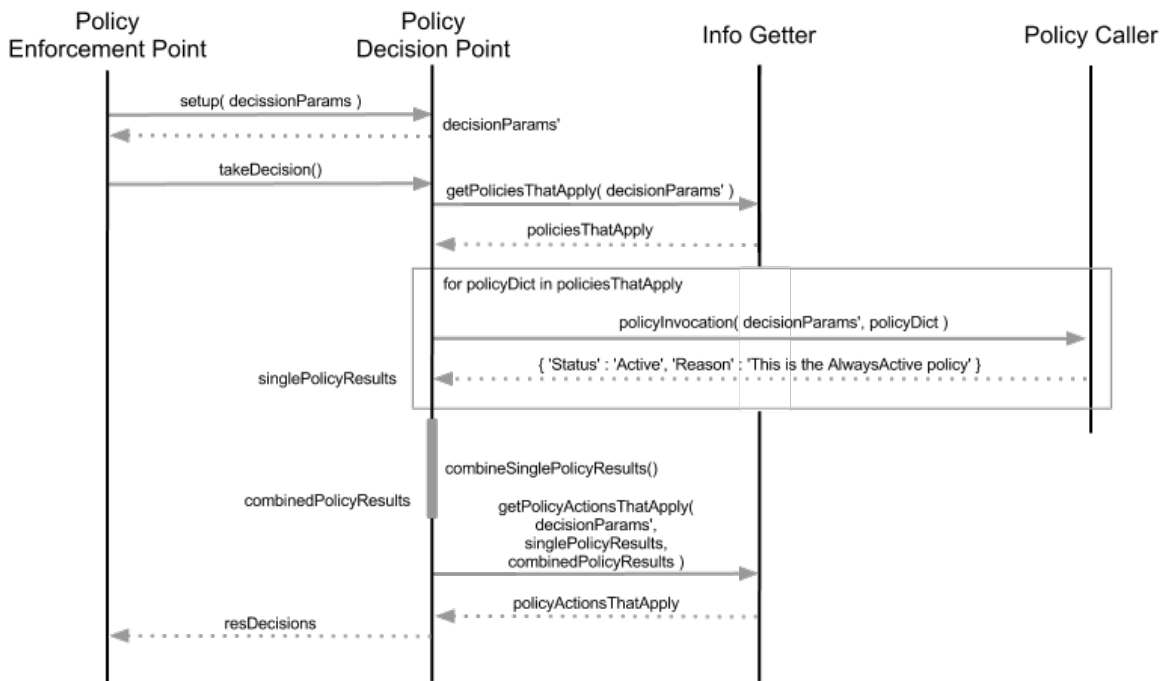 Policy
Enforcement Point
Policy
Decision Point
Info Getter
Policy Caller
setup( decissionParams )
decisionParams'
takeDecision()
getPoliciesThatApply( decisionParams' )
policiesThatApply
for policyDict in policiesThatApply
policyInvocation( decisionParams', policyDict )
{ 'Status' : 'Active', 'Reason' : 'This is the AlwaysActive policy' }
singlePolicyResults
combineSinglePolicyResults()
combinedPolicyResults
getPolicyActionsThatApply(
decisionParams',
singlePolicyResults,
combinedPolicyResults )
policyActionsThatApply
resDecisions